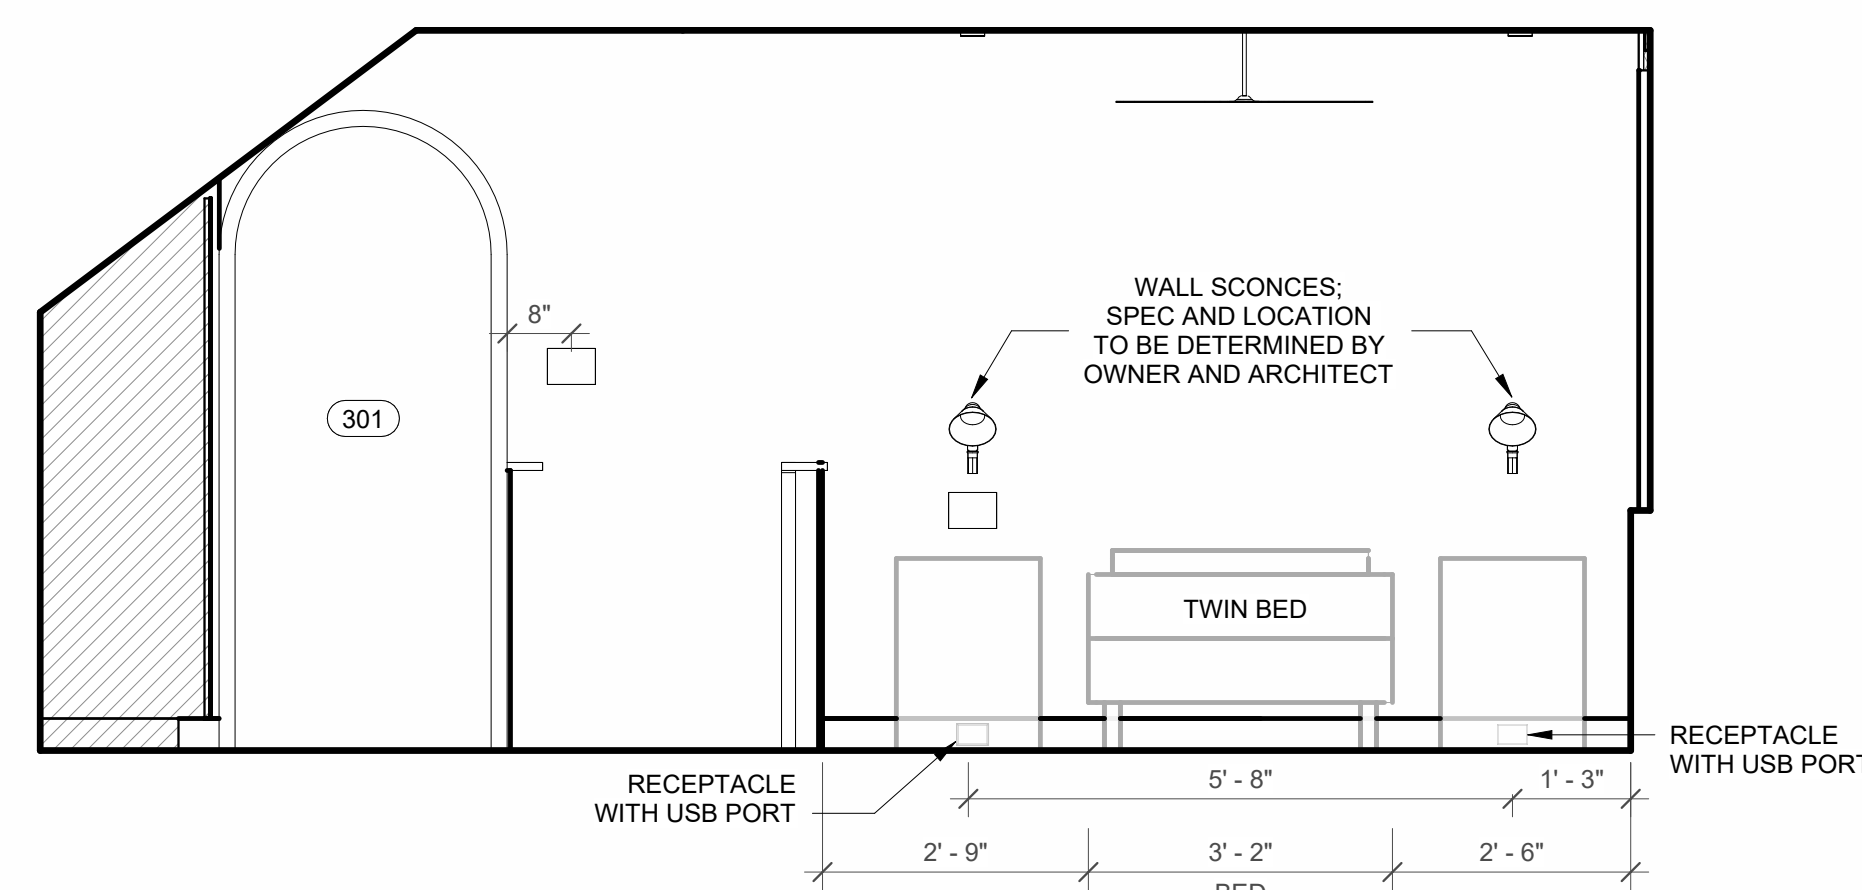 8"
WALL SCONCES;
SPEC AND LOCATION
TO BE DETERMINED BY
OWNER AND ARCHITECT
301
TWIN BED
RECEPTACLE
WITH USB PORT
RECEPTACLE
WITH USB PORT
5' - 8"
1' - 3"
2' - 9"
3' - 2"
2' - 6"
BED